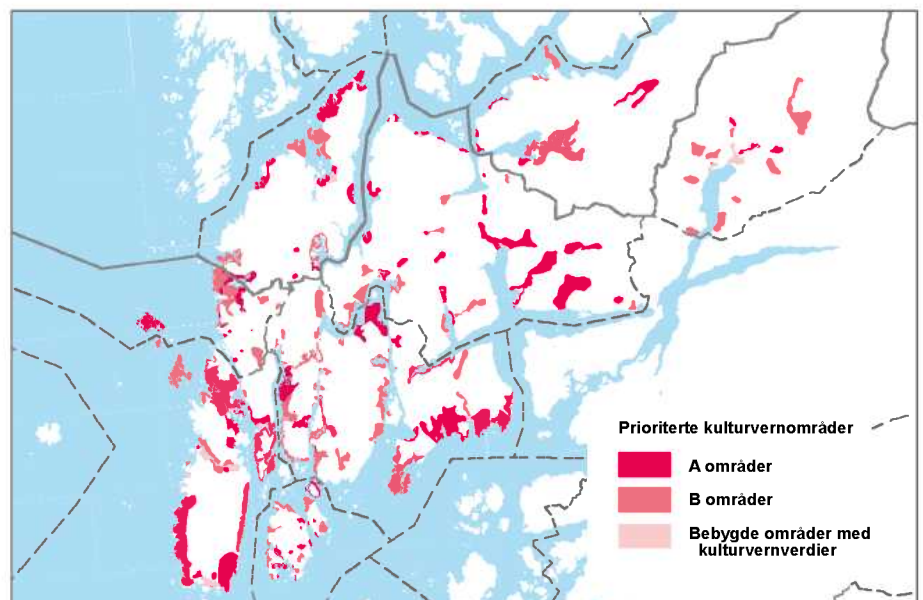 Prioriterte kulturvernområder
A områder
B områder
Bebygde områder med
kulturvernverdier